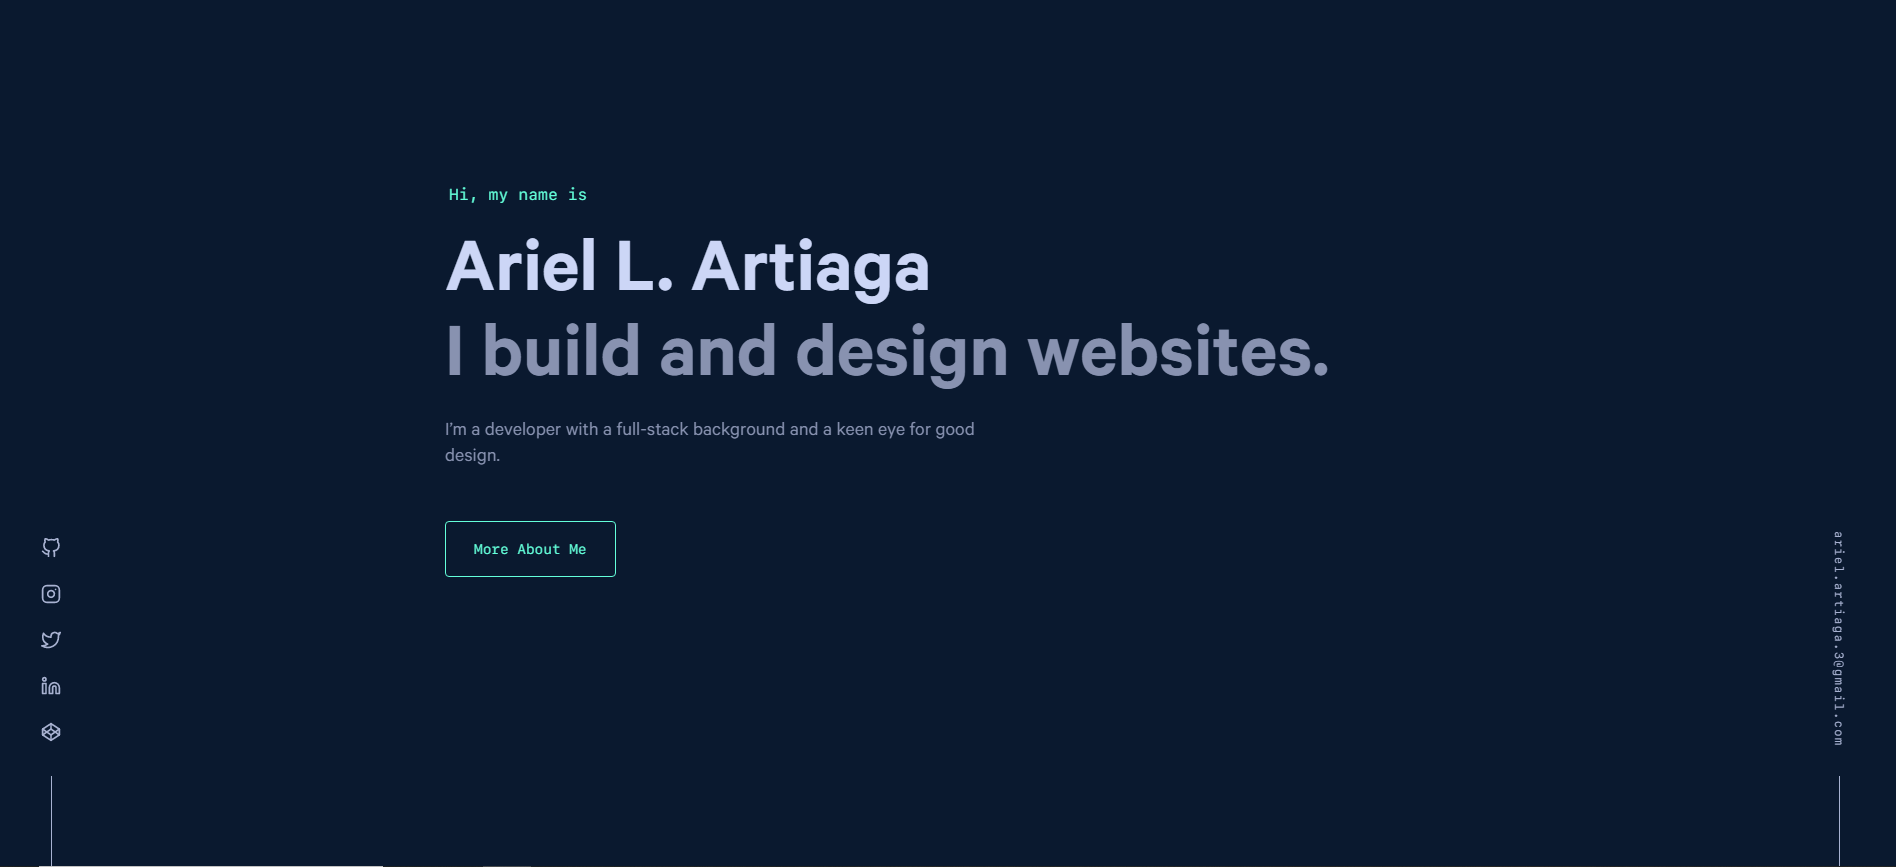 Hi, my name is
Ariel L. Artiaga
I build and design websites.
I'm a developer with a full-stack background and a keen eye for good
design.
More About Me
ariel.artiaga.3@gmail.com